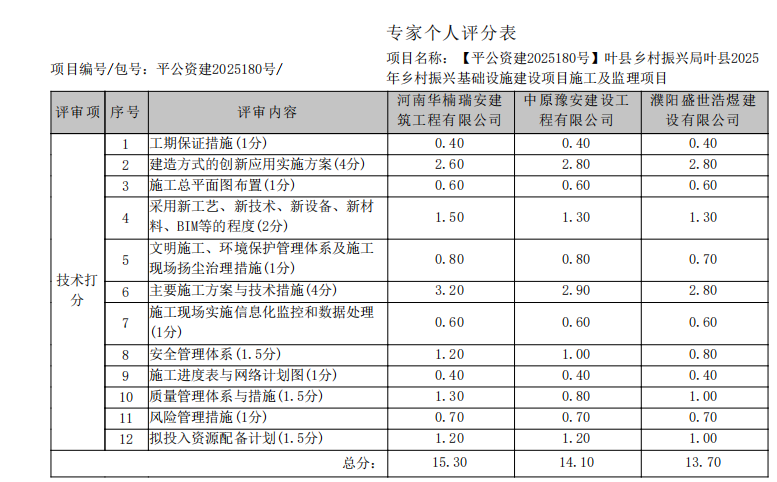 专家个人评分表
项目编号/包号：平公资建2025180号/
项目名称：【平公资建2025180号】叶县乡村振兴局叶县2025
年乡村振兴基础设施建设项目施工及监理项目
评审项 序号 评审内容 河南华楠瑞安建筑工程有限公司 中原豫安建设工程有限公司 濮阳盛世浩煜建设有限公司
技术打分
1 工期保证措施(1分) 0.40 0.40 0.40
2 建造方式的创新应用实施方案(4分) 2.60 2.80 2.80
3 施工总平面图布置(1分) 0.60 0.60 0.60
4 采用新工艺、新技术、新设备、新材料、BIM等的程度(2分) 1.50 1.30 1.30
5 文明施工、环境保护管理体系及施工现场扬尘治理措施(1分) 0.80 0.80 0.70
6 主要施工方案与技术措施(4分) 3.20 2.90 2.80
7 施工现场实施信息化监控和数据处理(1分) 0.60 0.60 0.60
8 安全管理体系(1.5分) 1.20 1.00 0.80
9 施工进度表与网络计划图(1分) 0.40 0.40 0.40
10 质量管理体系与措施(1.5分) 1.30 0.80 1.00
11 风险管理措施(1分) 0.70 0.70 0.70
12 拟投入资源配备计划(1.5分) 1.20 1.20 1.00
总分： 15.30 14.10 13.70